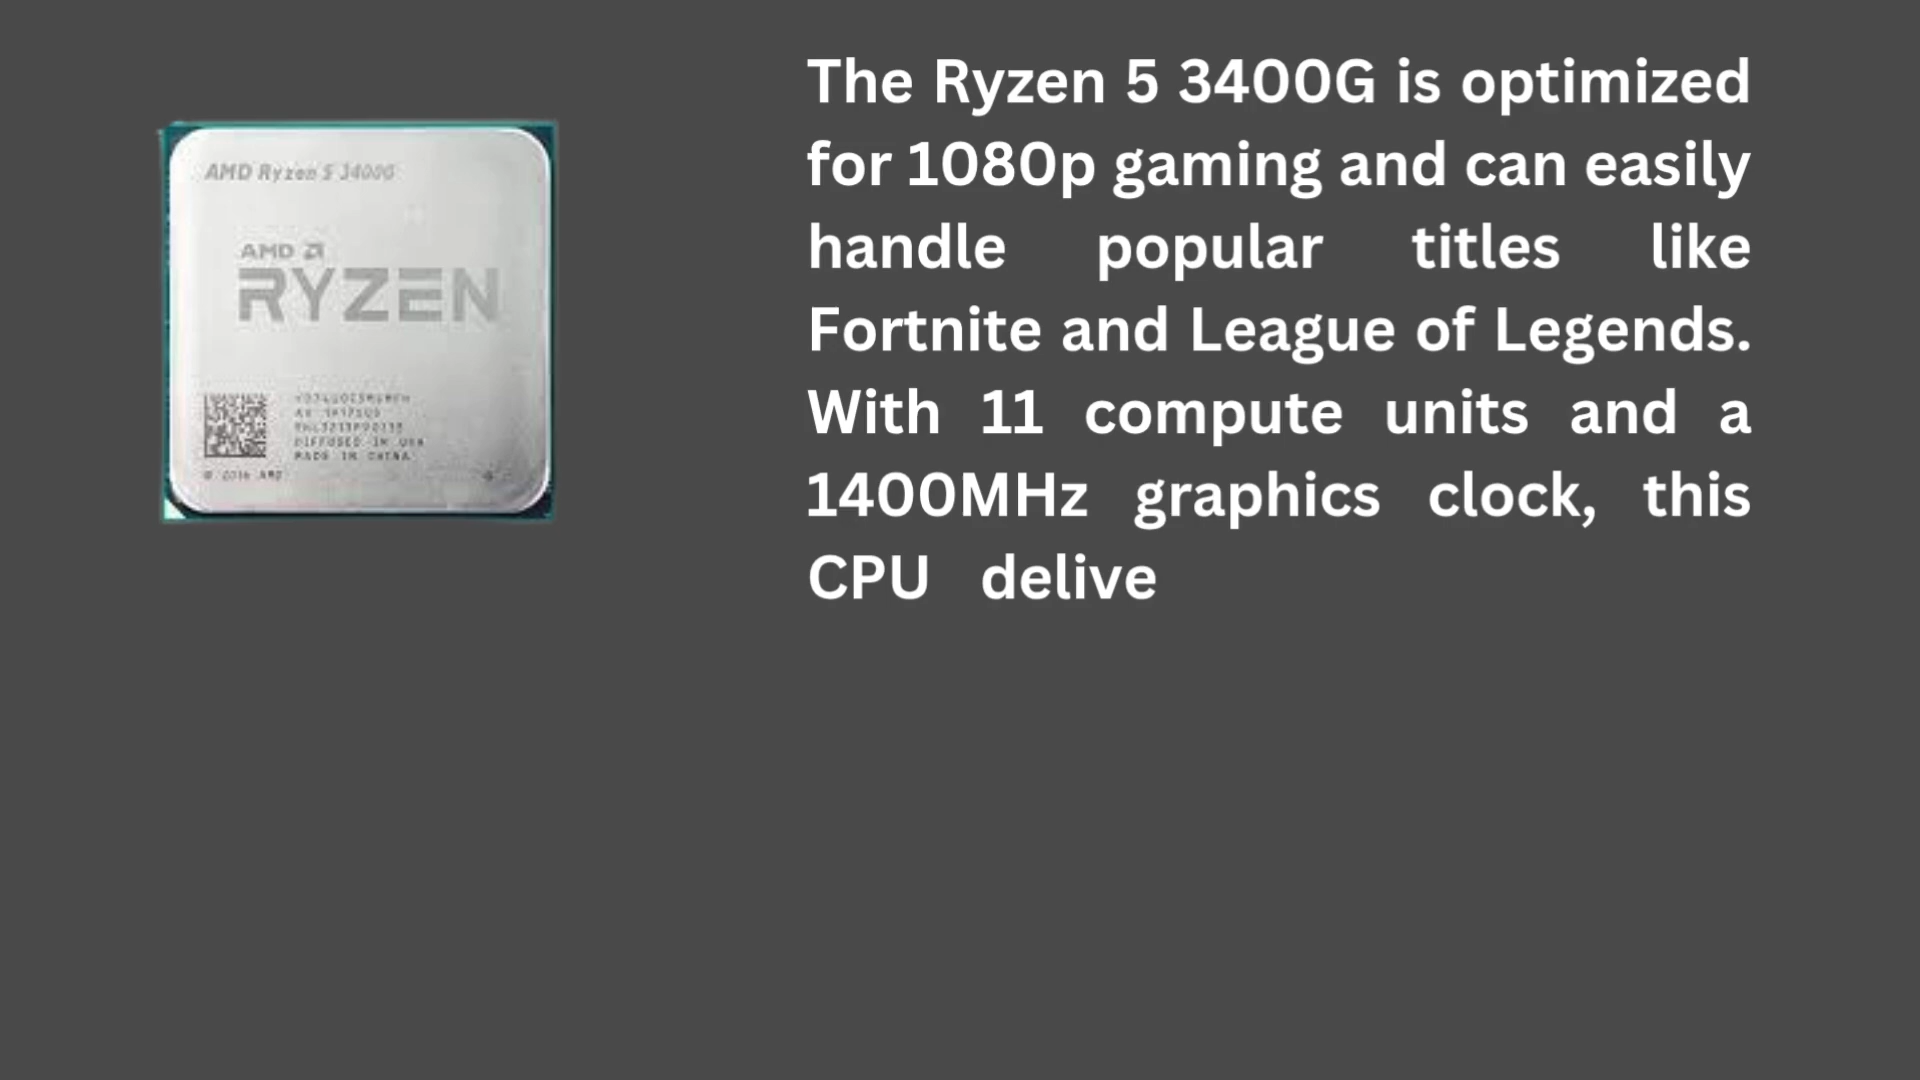 AMD Ryzen 5 3400G
AMD
RYZEN
DIFFUSED IN USA
MADE IN CHINA
© 2016 AMD
The Ryzen 5 3400G is optimized
for 1080p gaming and can easily
handle popular titles like
Fortnite and League of Legends.
With 11 compute units and a
1400MHz graphics clock, this
CPU delive